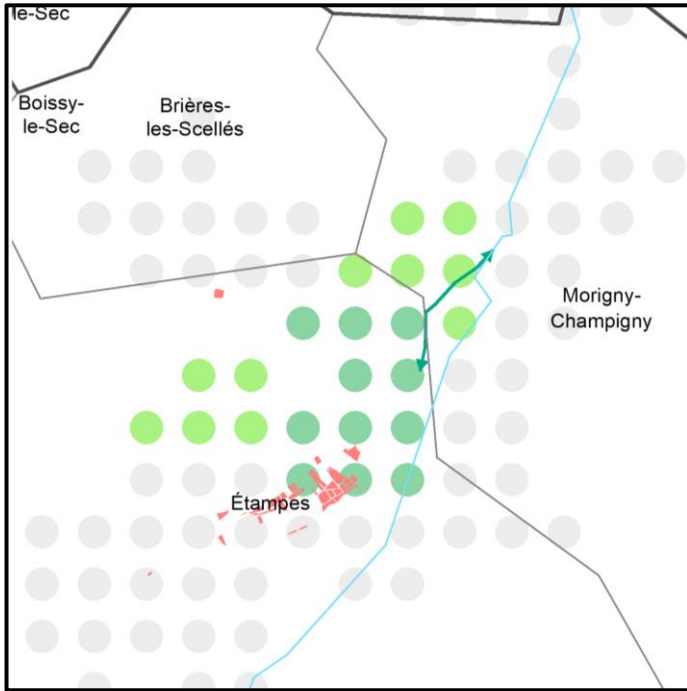 le-Sec
Boissy-
le-Sec
Brières-
les-Scellés
Morigny-
Champigny
Étampes